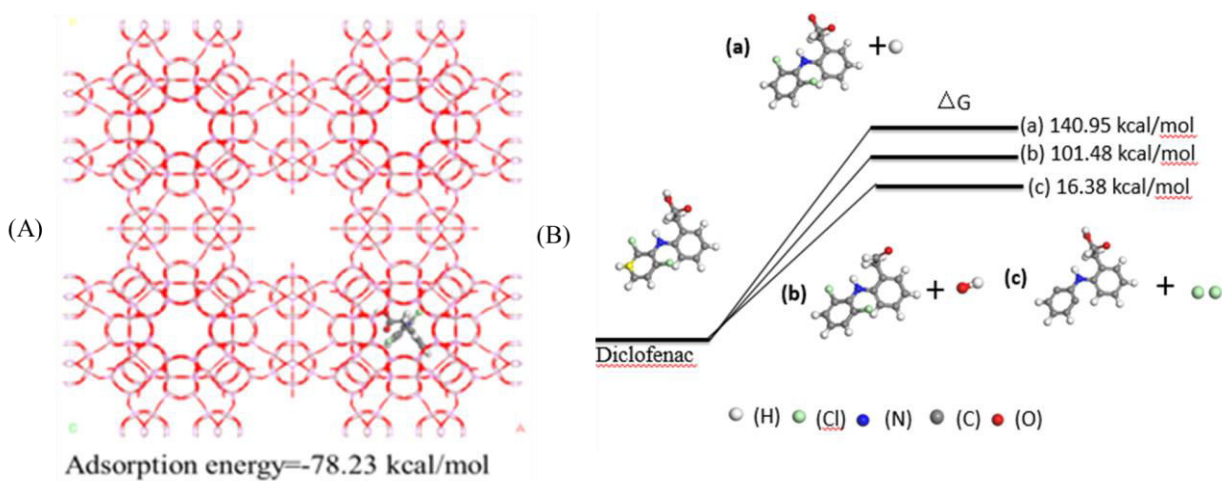 (A)
Adsorption energy=-78.23 kcal/mol
(B)
(a)
+
△G
(a) 140.95 kcal/mol
(b) 101.48 kcal/mol
(c) 16.38 kcal/mol
(b)
+
(c)
+
Diclofenac
(H) (Cl) (N) (C) (O)